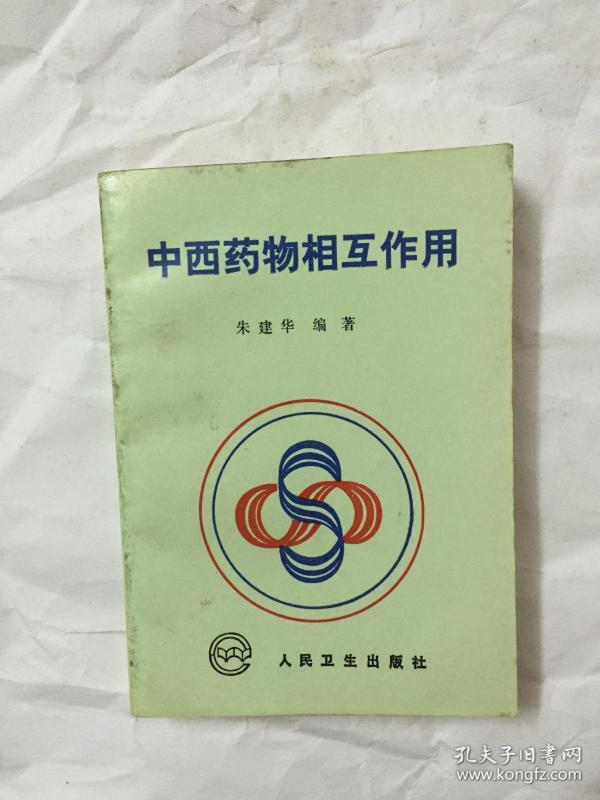 中西药物相互作用
朱建华 编著
人民卫生出版社
孔夫子旧書网
www.kongfz.com